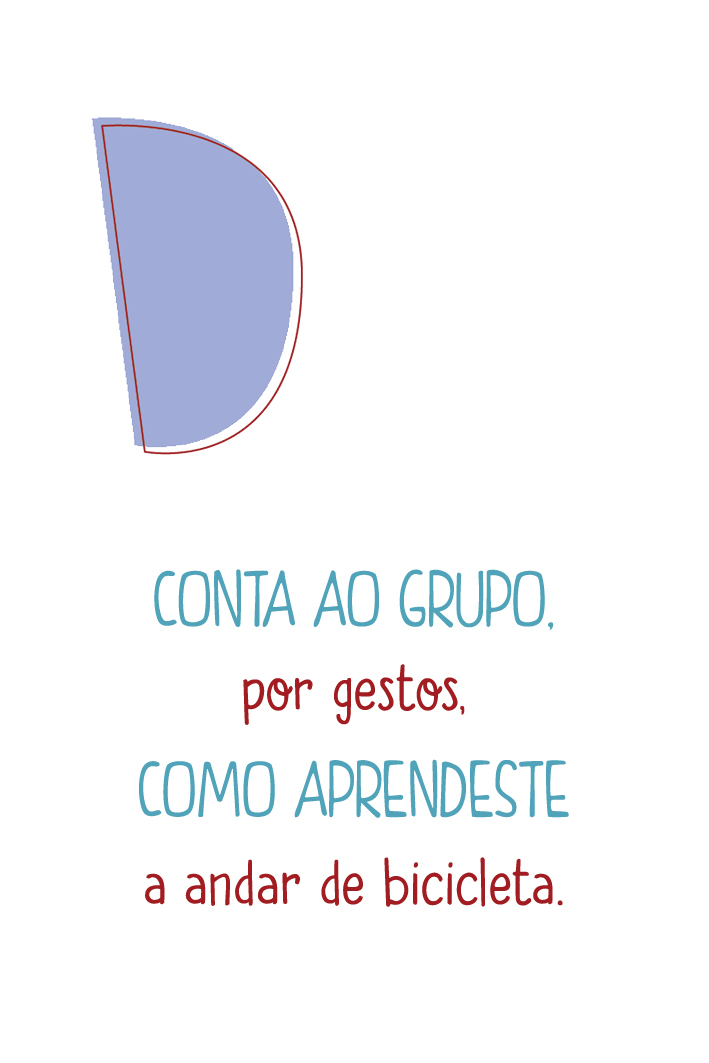 D
CONTA AO GRUPO,
por gestos,
COMO APRENDESTE
a andar de bicicleta.